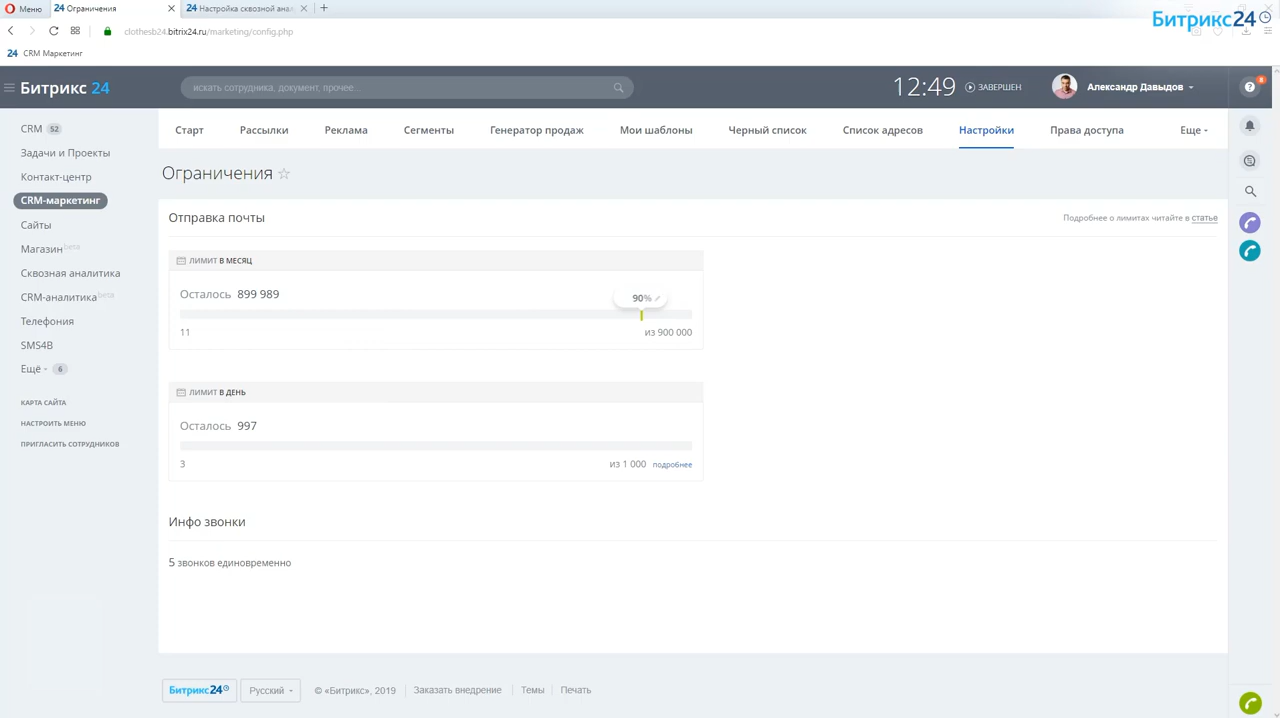 Меню
24 Ограничения
24 Настройка сквозной анал
Битрикс24
clothesb24.bitrix24.ru/marketing/config.php
24 CRM Маркетинг
Битрикс 24
искать сотрудника, документ, прочее...
12:49
ЗАВЕРШЕН
Александр Давыдов
8
CRM 52
Задачи и Проекты
Контакт-центр
CRM-маркетинг
Сайты
Магазин beta
Сквозная аналитика
CRM-аналитика beta
Телефония
SMS4B
Ещё 6
КАРТА САЙТА
НАСТРОИТЬ МЕНЮ
ПРИГЛАСИТЬ СОТРУДНИКОВ
Старт Рассылки Реклама Сегменты Генератор продаж Мои шаблоны Черный список Список адресов Настройки Права доступа Еще
Ограничения
Отправка почты
Подробнее о лимитах читайте в статье
ЛИМИТ В МЕСЯЦ
Осталось 899 989
90%
11
из 900 000
ЛИМИТ В ДЕНЬ
Осталось 997
3
из 1 000 подробнее
Инфо звонки
5 звонков единовременно
Битрикс24
Русский
© «Битрикс», 2019
Заказать внедрение
Темы
Печать